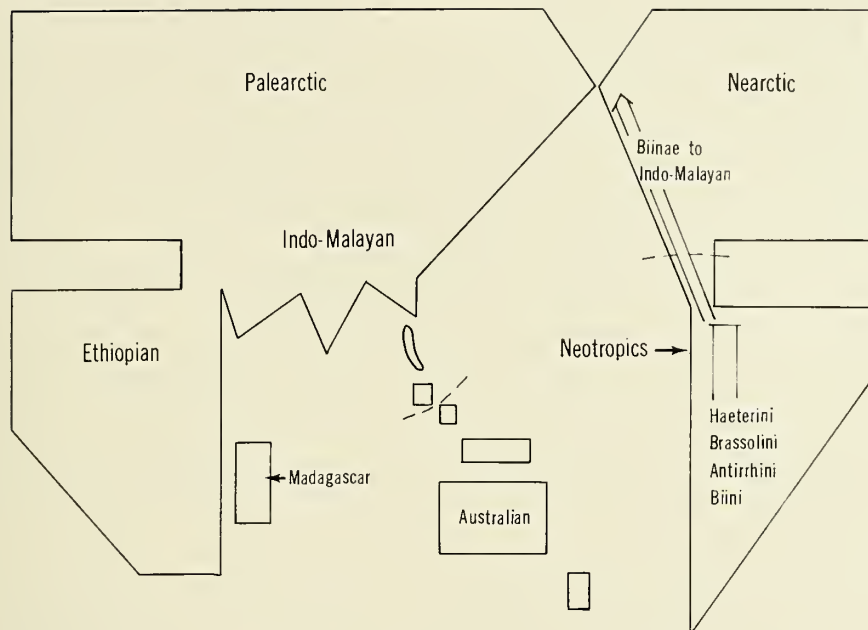 Palearctic
Nearctic
Biinae to
Indo-Malayan
Indo-Malayan
Ethiopian
Neotropics
Haeterini
Brassolini
Antirrhini
Biini
Madagascar
Australian